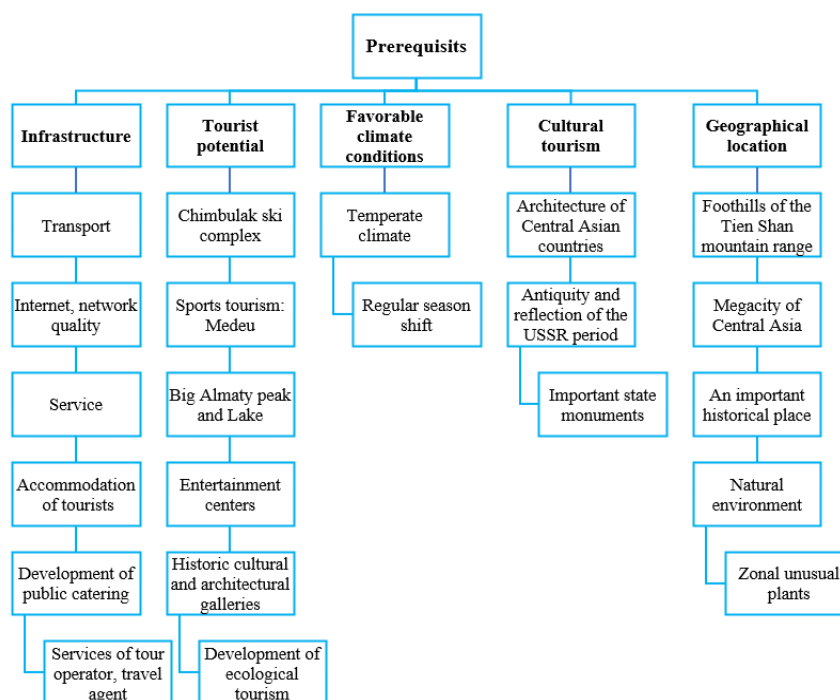 Prerequisits
Infrastructure
Transport
Internet, network
quality
Service
Accommodation
of tourists
Development of
public catering
Services of tour
operator, travel
agent
Tourist
potential
Chimbulak ski
complex
Sports tourism:
Medeu
Big Almaty peak
and Lake
Entertainment
centers
Historic cultural
and architectural
galleries
Development of
ecological
tourism
Favorable
climate
conditions
Temperate
climate
Regular season
shift
Cultural
tourism
Architecture of
Central Asian
countries
Antiquity and
reflection of the
USSR period
Important state
monuments
Geographical
location
Foothills of the
Tien Shan
mountain range
Megacity of
Central Asia
An important
historical place
Natural
environment
Zonal unusual
plants